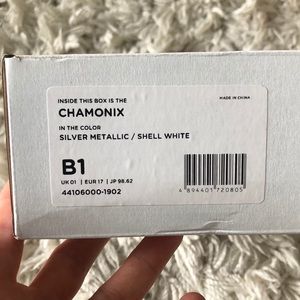 INSIDE THIS BOX IS THE
MADE IN CHINA
CHAMONIX
IN THE COLOR
SILVER METALLIC / SHELL WHITE
B1
UK 01 | EUR 17 | JP 98.62
44106000-1902
4 894401 720805